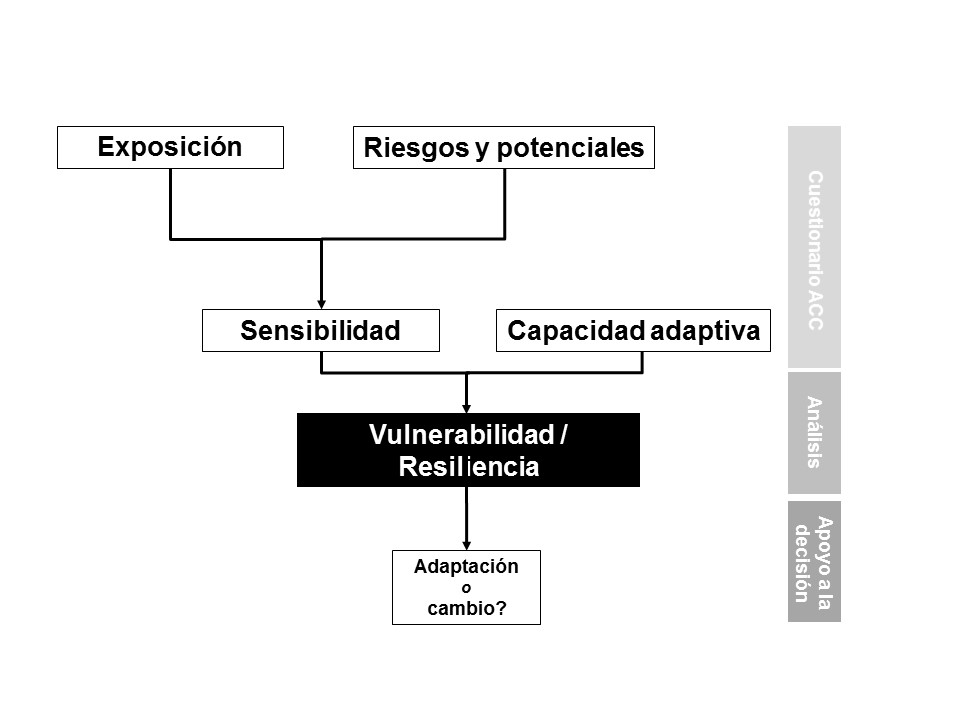 Exposición
Riesgos y potenciales
Sensibilidad
Capacidad adaptiva
Vulnerabilidad /
Resiliencia
Adaptación
o
cambio?
Cuestionario ACC
Análisis
Apoyo a la
decisión